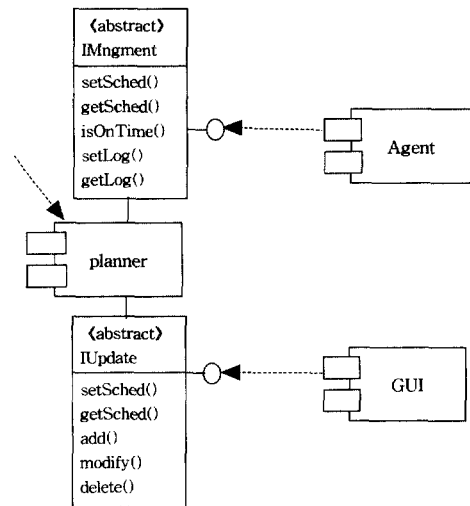 《abstract》
IMngment
setSched()
getSched()
isOnTime()
setLog()
getLog()
Agent
planner
《abstract》
IUpdate
setSched()
getSched()
add()
modify()
delete()
GUI